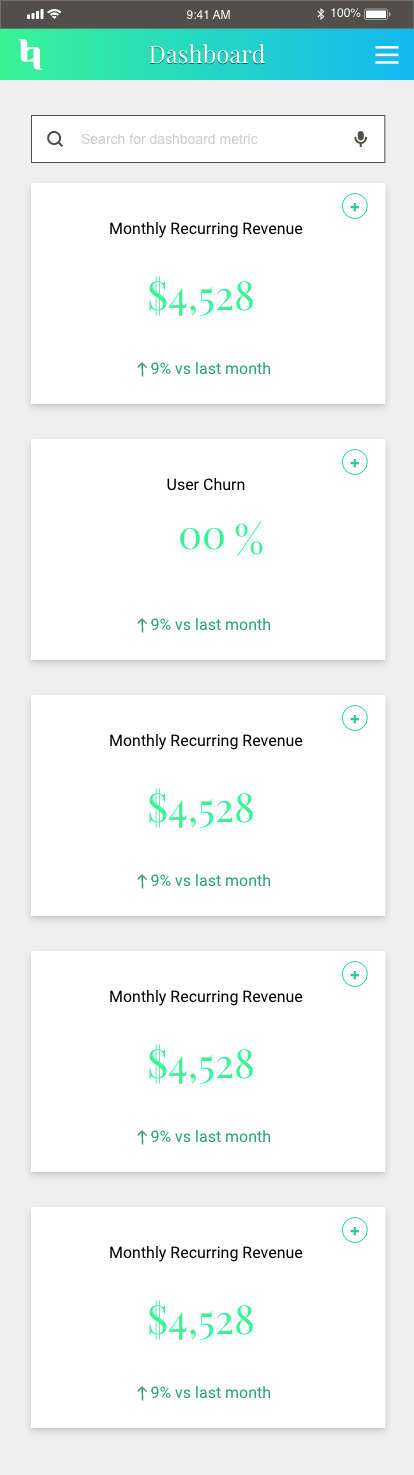 9:41 AM 100%
Dashboard
Search for dashboard metric
Monthly Recurring Revenue
$4,528
↑9% vs last month
User Churn
00 %
↑9% vs last month
Monthly Recurring Revenue
$4,528
↑9% vs last month
Monthly Recurring Revenue
$4,528
↑9% vs last month
Monthly Recurring Revenue
$4,528
↑9% vs last month